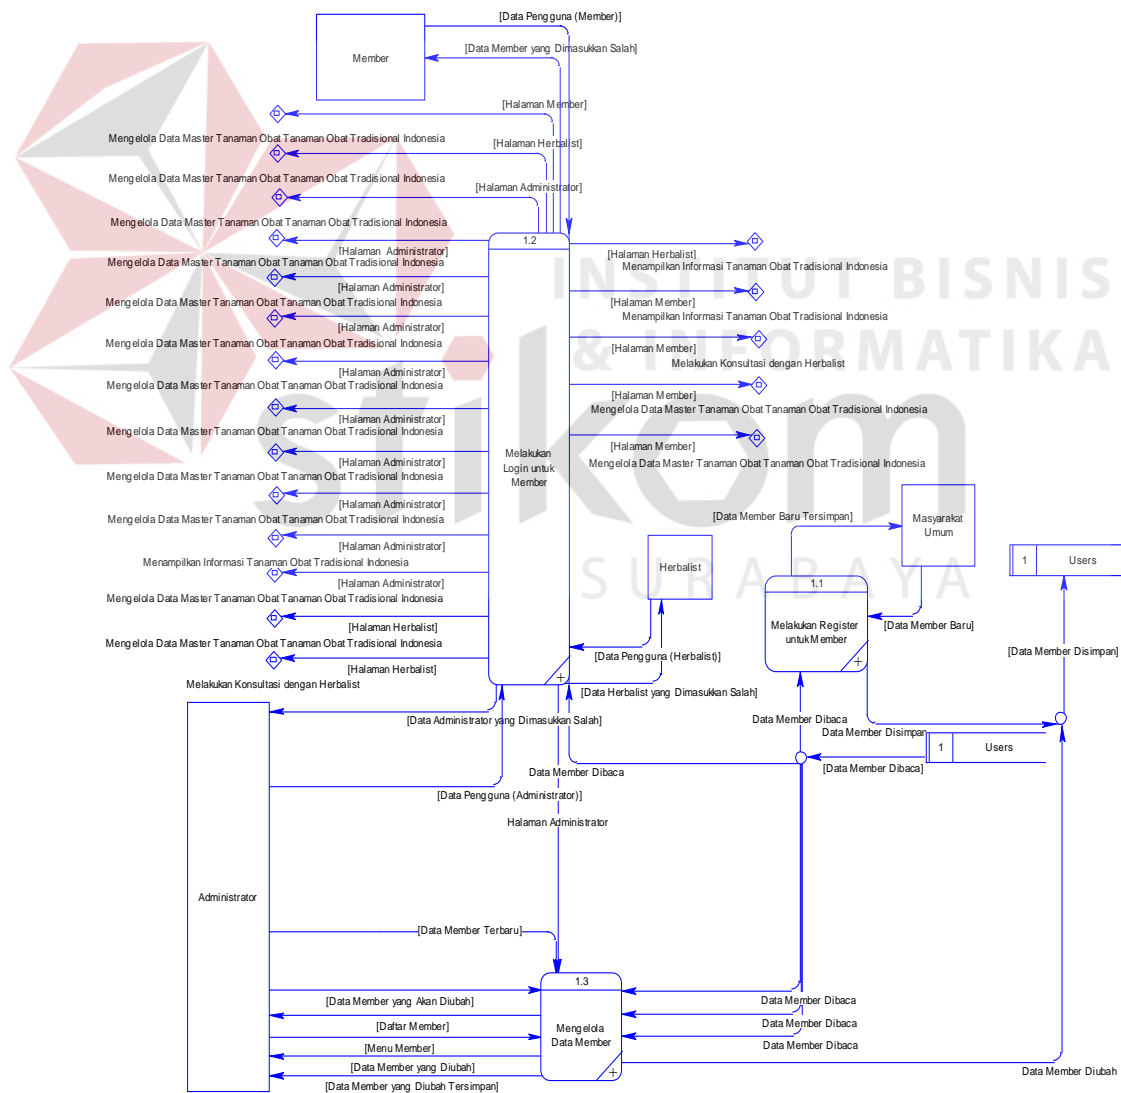 [Data Pengguna (Member)]
[Data Member yang Dimasukkan Salah]
Member
[Halaman Member]
Mengelola Data Master Tanaman Obat Tanaman Obat Tradisional Indonesia
[Halaman Herbalist]
Mengelola Data Master Tanaman Obat Tanaman Obat Tradisional Indonesia
[Halaman Administrator]
Mengelola Data Master Tanaman Obat Tanaman Obat Tradisional Indonesia
1.2
[Halaman Administrator]
[Halaman Herbalist]
Mengelola Data Master Tanaman Obat Tanaman Obat Tradisional Indonesia
Menampilkan Informasi Tanaman Obat Tradisional Indonesia
INSTITUT BISNIS
[Halaman Administrator]
[Halaman Member]
Mengelola Data Master Tanaman Obat Tanaman Obat Tradisional Indonesia
Menampilkan Informasi Tanaman Obat Tradisional Indonesia
[Halaman Administrator]
& INFORMATIKA
Mengelola Data Master Tanaman Obat Tanaman Obat Tradisional Indonesia
[Halaman Member]
Melakukan Konsultasi dengan Herbalist
[Halaman Administrator]
Mengelola Data Master Tanaman Obat Tanaman Obat Tradisional Indonesia
[Halaman Member]
Mengelola Data Master Tanaman Obat Tanaman Obat Tradisional Indonesia
[Halaman Administrator]
stikom
Mengelola Data Master Tanaman Obat Tanaman Obat Tradisional Indonesia
[Halaman Member]
Melakukan
Login untuk
Member
[Halaman Administrator]
Mengelola Data Master Tanaman Obat Tanaman Obat Tradisional Indonesia
Mengelola Data Master Tanaman Obat Tanaman Obat Tradisional Indonesia
[Halaman Administrator]
Mengelola Data Master Tanaman Obat Tanaman Obat Tradisional Indonesia
[Data Member Baru Tersimpan]
Masyarakat
Umum
[Halaman Administrator]
Menampilkan Informasi Tanaman Obat Tradisional Indonesia
Herbalist
1
Users
SURABAYA
[Halaman Administrator]
1.1
Mengelola Data Master Tanaman Obat Tanaman Obat Tradisional Indonesia
[Halaman Herbalist]
Melakukan Register
untuk Member
[Data Member Baru]
Mengelola Data Master Tanaman Obat Tanaman Obat Tradisional Indonesia
[Data Pengguna (Herbalist)]
[Data Member Disimpan]
[Halaman Herbalist]
Melakukan Konsultasi dengan Herbalist
[Data Herbalist yang Dimasukkan Salah]
[Data Administrator yang Dimasukkan Salah]
Data Member Dibaca
Data Member Disimpan
1
Users
Data Member Dibaca
[Data Member Dibaca]
[Data Pengguna (Administrator)]
Halaman Administrator
Administrator
[Data Member Terbaru]
1.3
[Data Member yang Akan Diubah]
Data Member Dibaca
[Daftar Member]
Mengelola
Data Member
Data Member Dibaca
[Menu Member]
Data Member Dibaca
[Data Member yang Diubah]
Data Member Diubah
[Data Member yang Diubah Tersimpan]